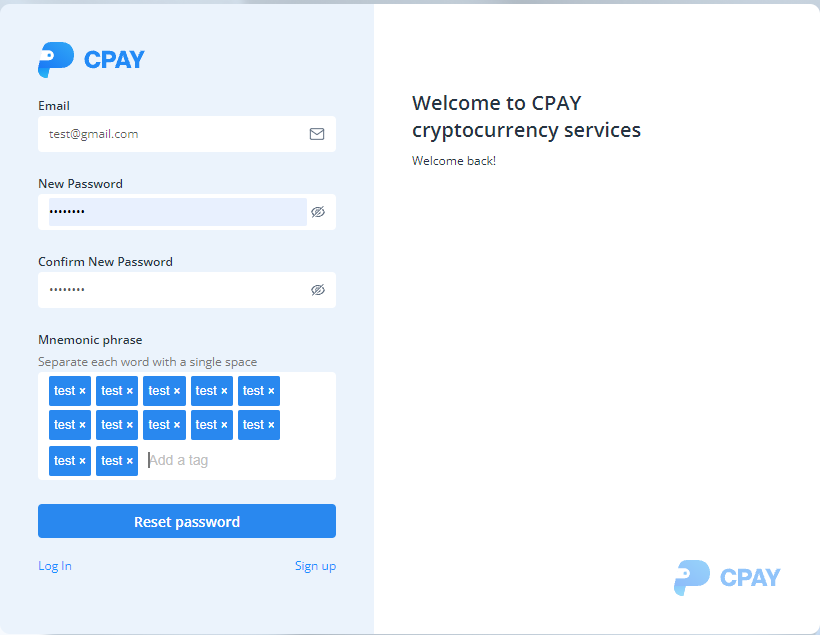 CPAY
Email
test@gmail.com
New Password
••••••••
Confirm New Password
••••••••
Mnemonic phrase
Separate each word with a single space
test × test × test × test × test ×
test × test × test × test × test ×
test × test × Add a tag
Reset password
Log In Sign up
Welcome to CPAY
cryptocurrency services
Welcome back!
CPAY